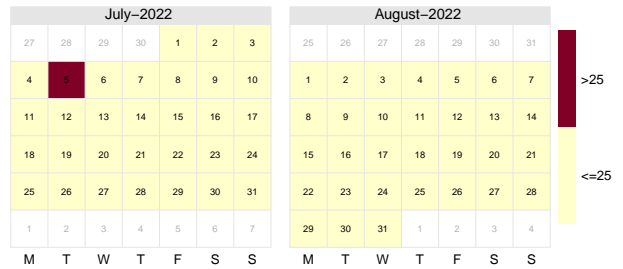 July−2022
27 28 29 30 1 2 3
4 5 6 7 8 9 10
11 12 13 14 15 16 17
18 19 20 21 22 23 24
25 26 27 28 29 30 31
1 2 3 4 5 6 7
M T W T F S S
August−2022
25 26 27 28 29 30 31
1 2 3 4 5 6 7
8 9 10 11 12 13 14
15 16 17 18 19 20 21
22 23 24 25 26 27 28
29 30 31 1 2 3 4
M T W T F S S
>25
<=25